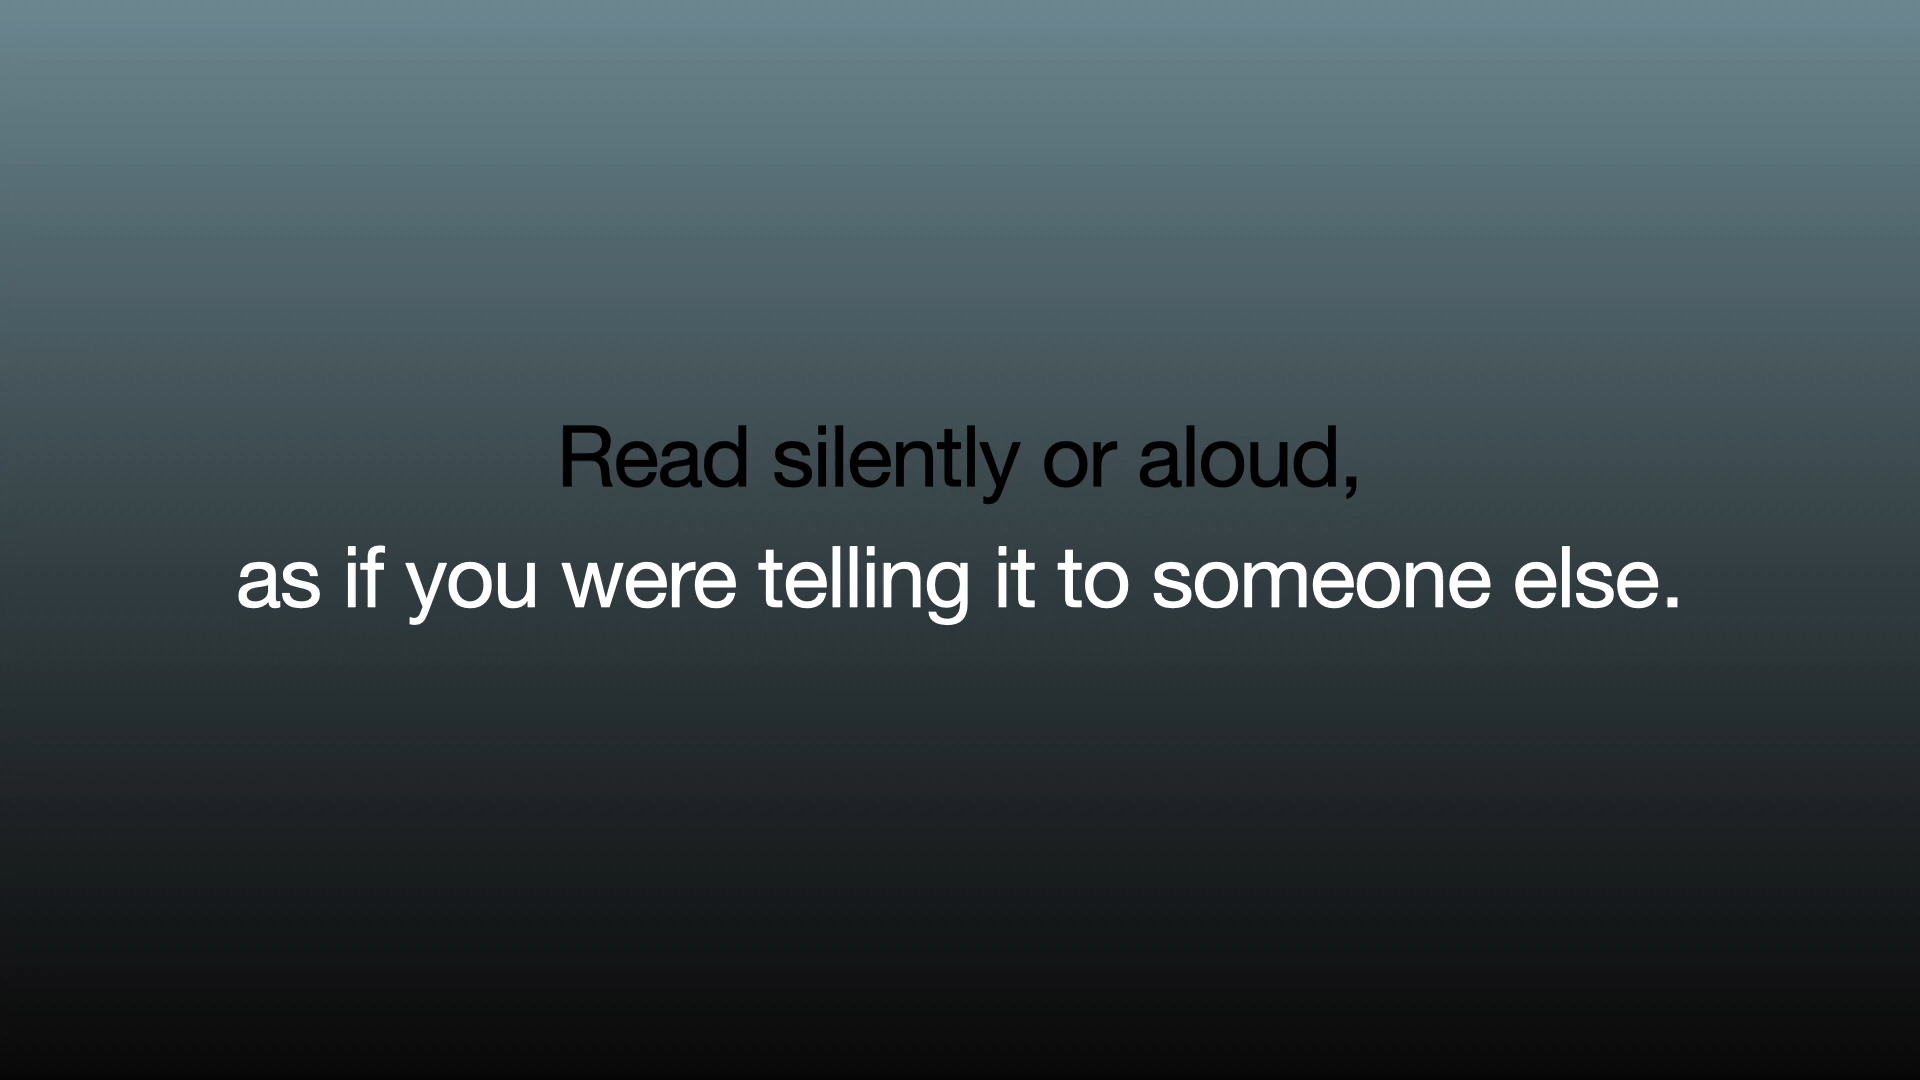 Read silently or aloud,
as if you were telling it to someone else.